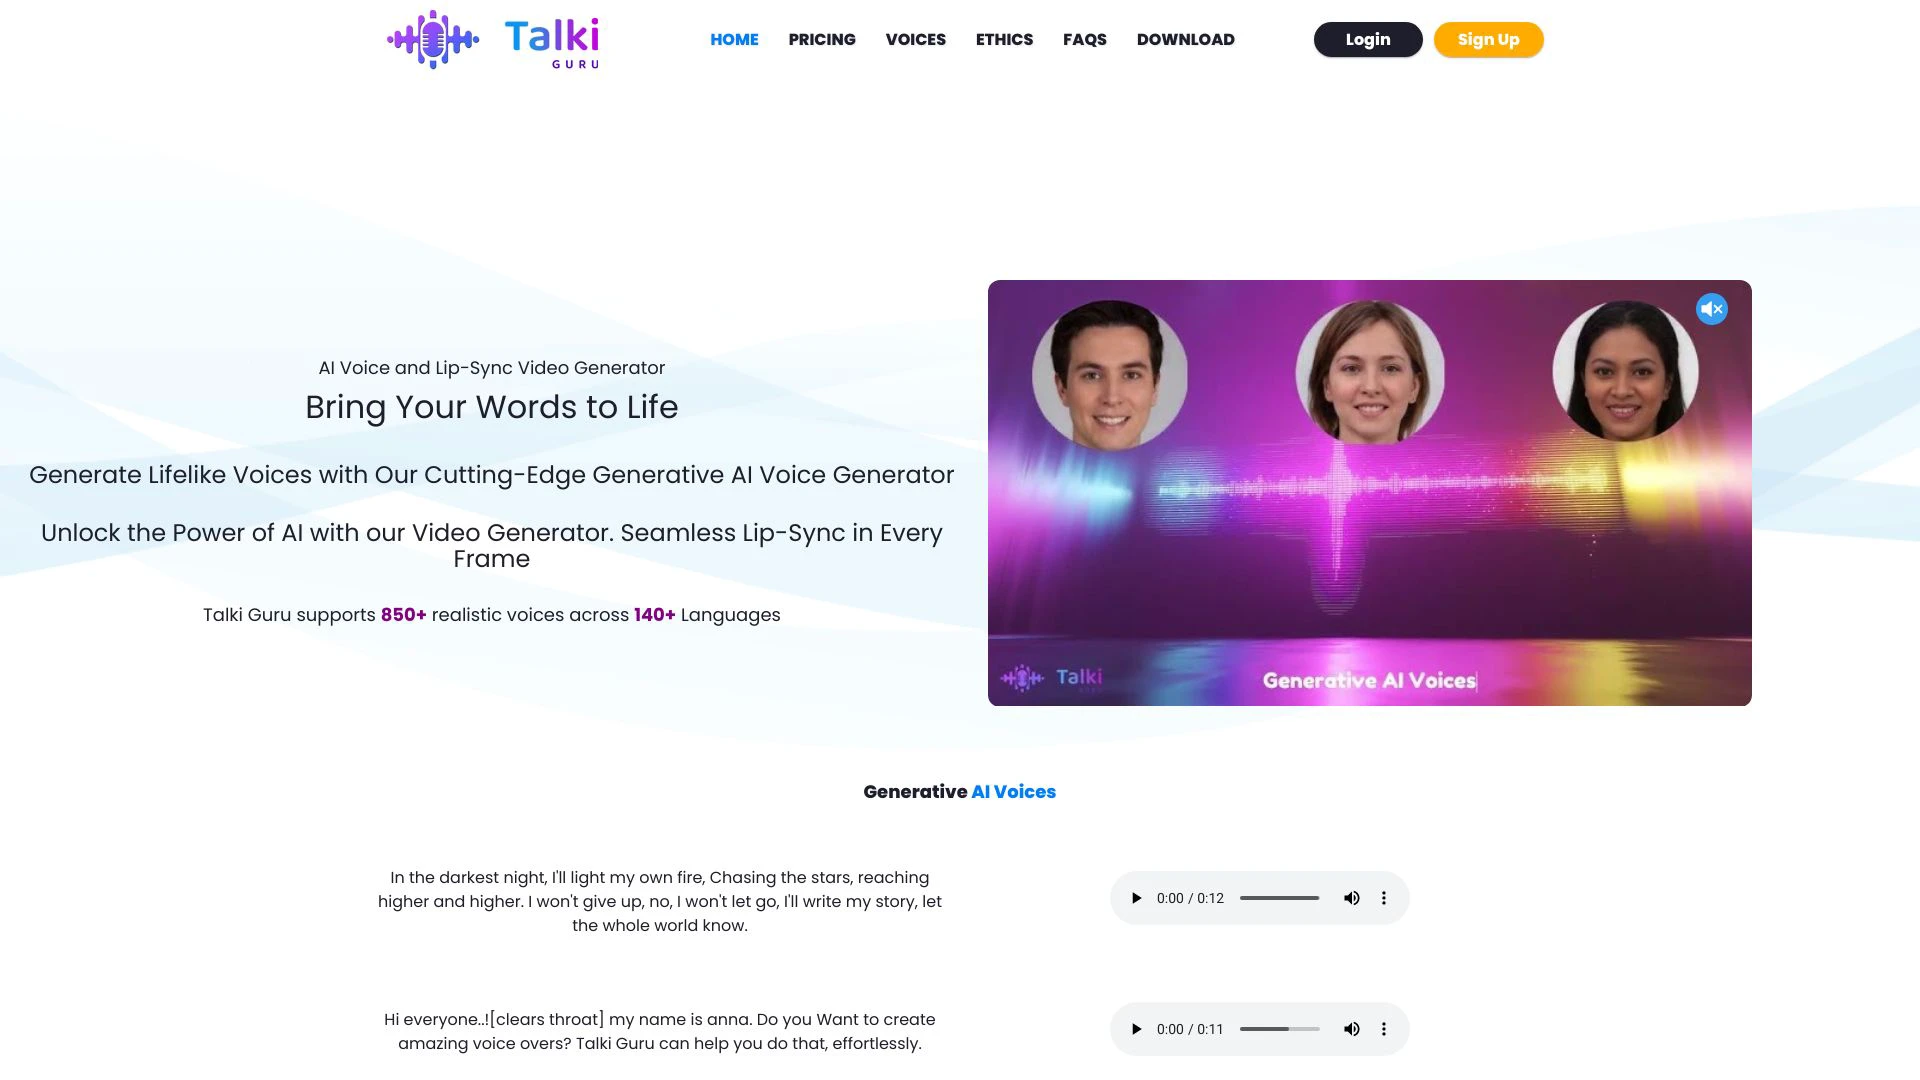 Talki
GURU
HOME
PRICING
VOICES
ETHICS
FAQS
DOWNLOAD
Login
Sign Up
AI Voice and Lip-Sync Video Generator
Bring Your Words to Life
Generate Lifelike Voices with Our Cutting-Edge Generative AI Voice Generator
Unlock the Power of AI with our Video Generator. Seamless Lip-Sync in Every
Frame
Talki Guru supports 850+ realistic voices across 140+ Languages
Talki
Generative AI Voices
Generative AI Voices
In the darkest night, I'll light my own fire, Chasing the stars, reaching
higher and higher. I won't give up, no, I won't let go, I'll write my story, let
the whole world know.
0:00 / 0:12
Hi everyone..![clears throat] my name is anna. Do you Want to create
amazing voice overs? Talki Guru can help you do that, effortlessly.
0:00 / 0:11